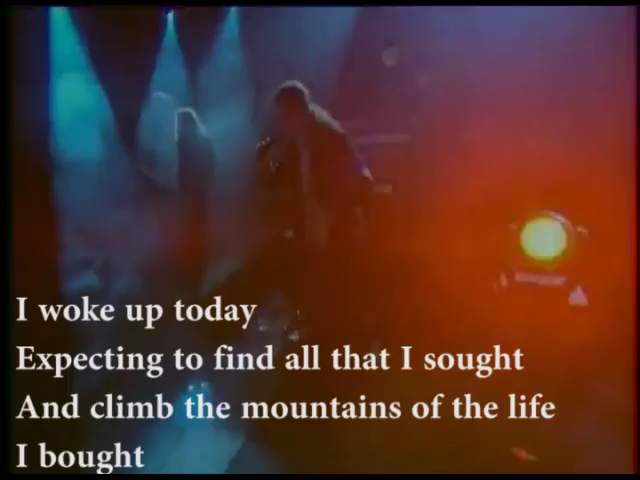 I woke up today
Expecting to find all that I sought
And climb the mountains of the life
I bought